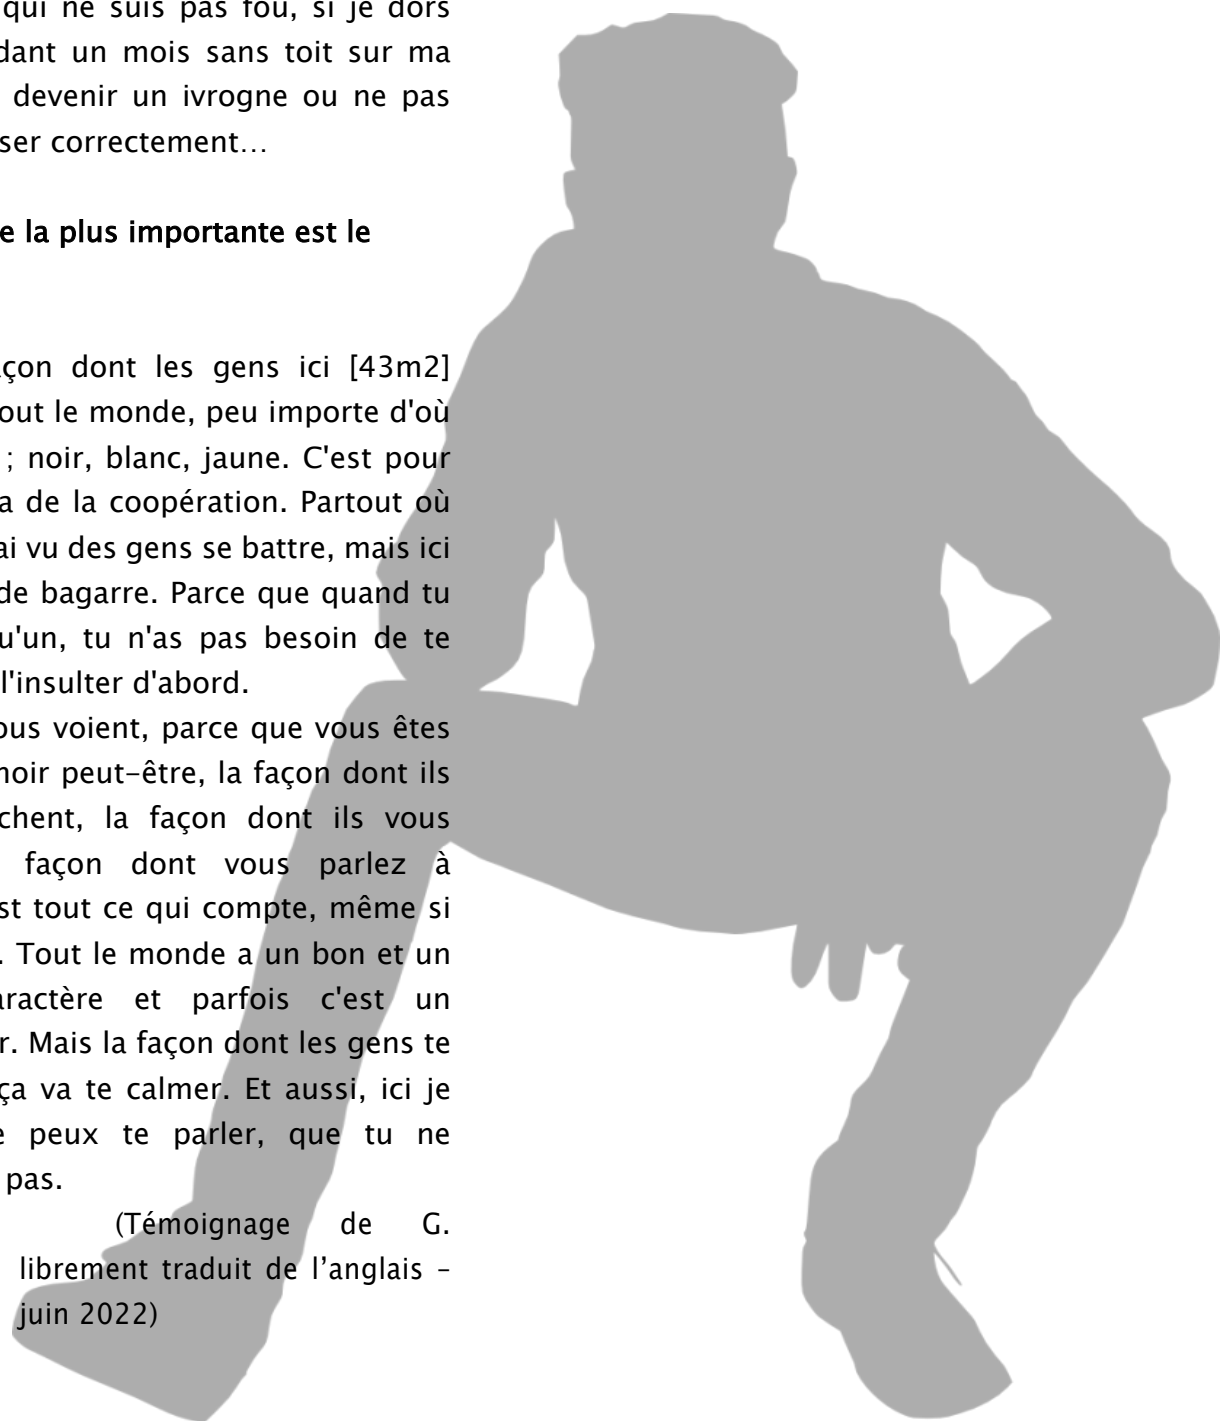 qui ne suis pas fou, si je dors
dant un mois sans toit sur ma
devenir un ivrogne ou ne pas
ser correctement…
e la plus importante est le
çon dont les gens ici [43m2]
out le monde, peu importe d'où
; noir, blanc, jaune. C'est pour
a de la coopération. Partout où
ai vu des gens se battre, mais ici
de bagarre. Parce que quand tu
u'un, tu n'as pas besoin de te
l'insulter d'abord.
ous voient, parce que vous êtes
noir peut-être, la façon dont ils
chent, la façon dont ils vous
façon dont vous parlez à
st tout ce qui compte, même si
. Tout le monde a un bon et un
aractère et parfois c'est un
r. Mais la façon dont les gens te
ça va te calmer. Et aussi, ici je
e peux te parler, que tu ne
pas.
(Témoignage de G.
librement traduit de l’anglais –
juin 2022)